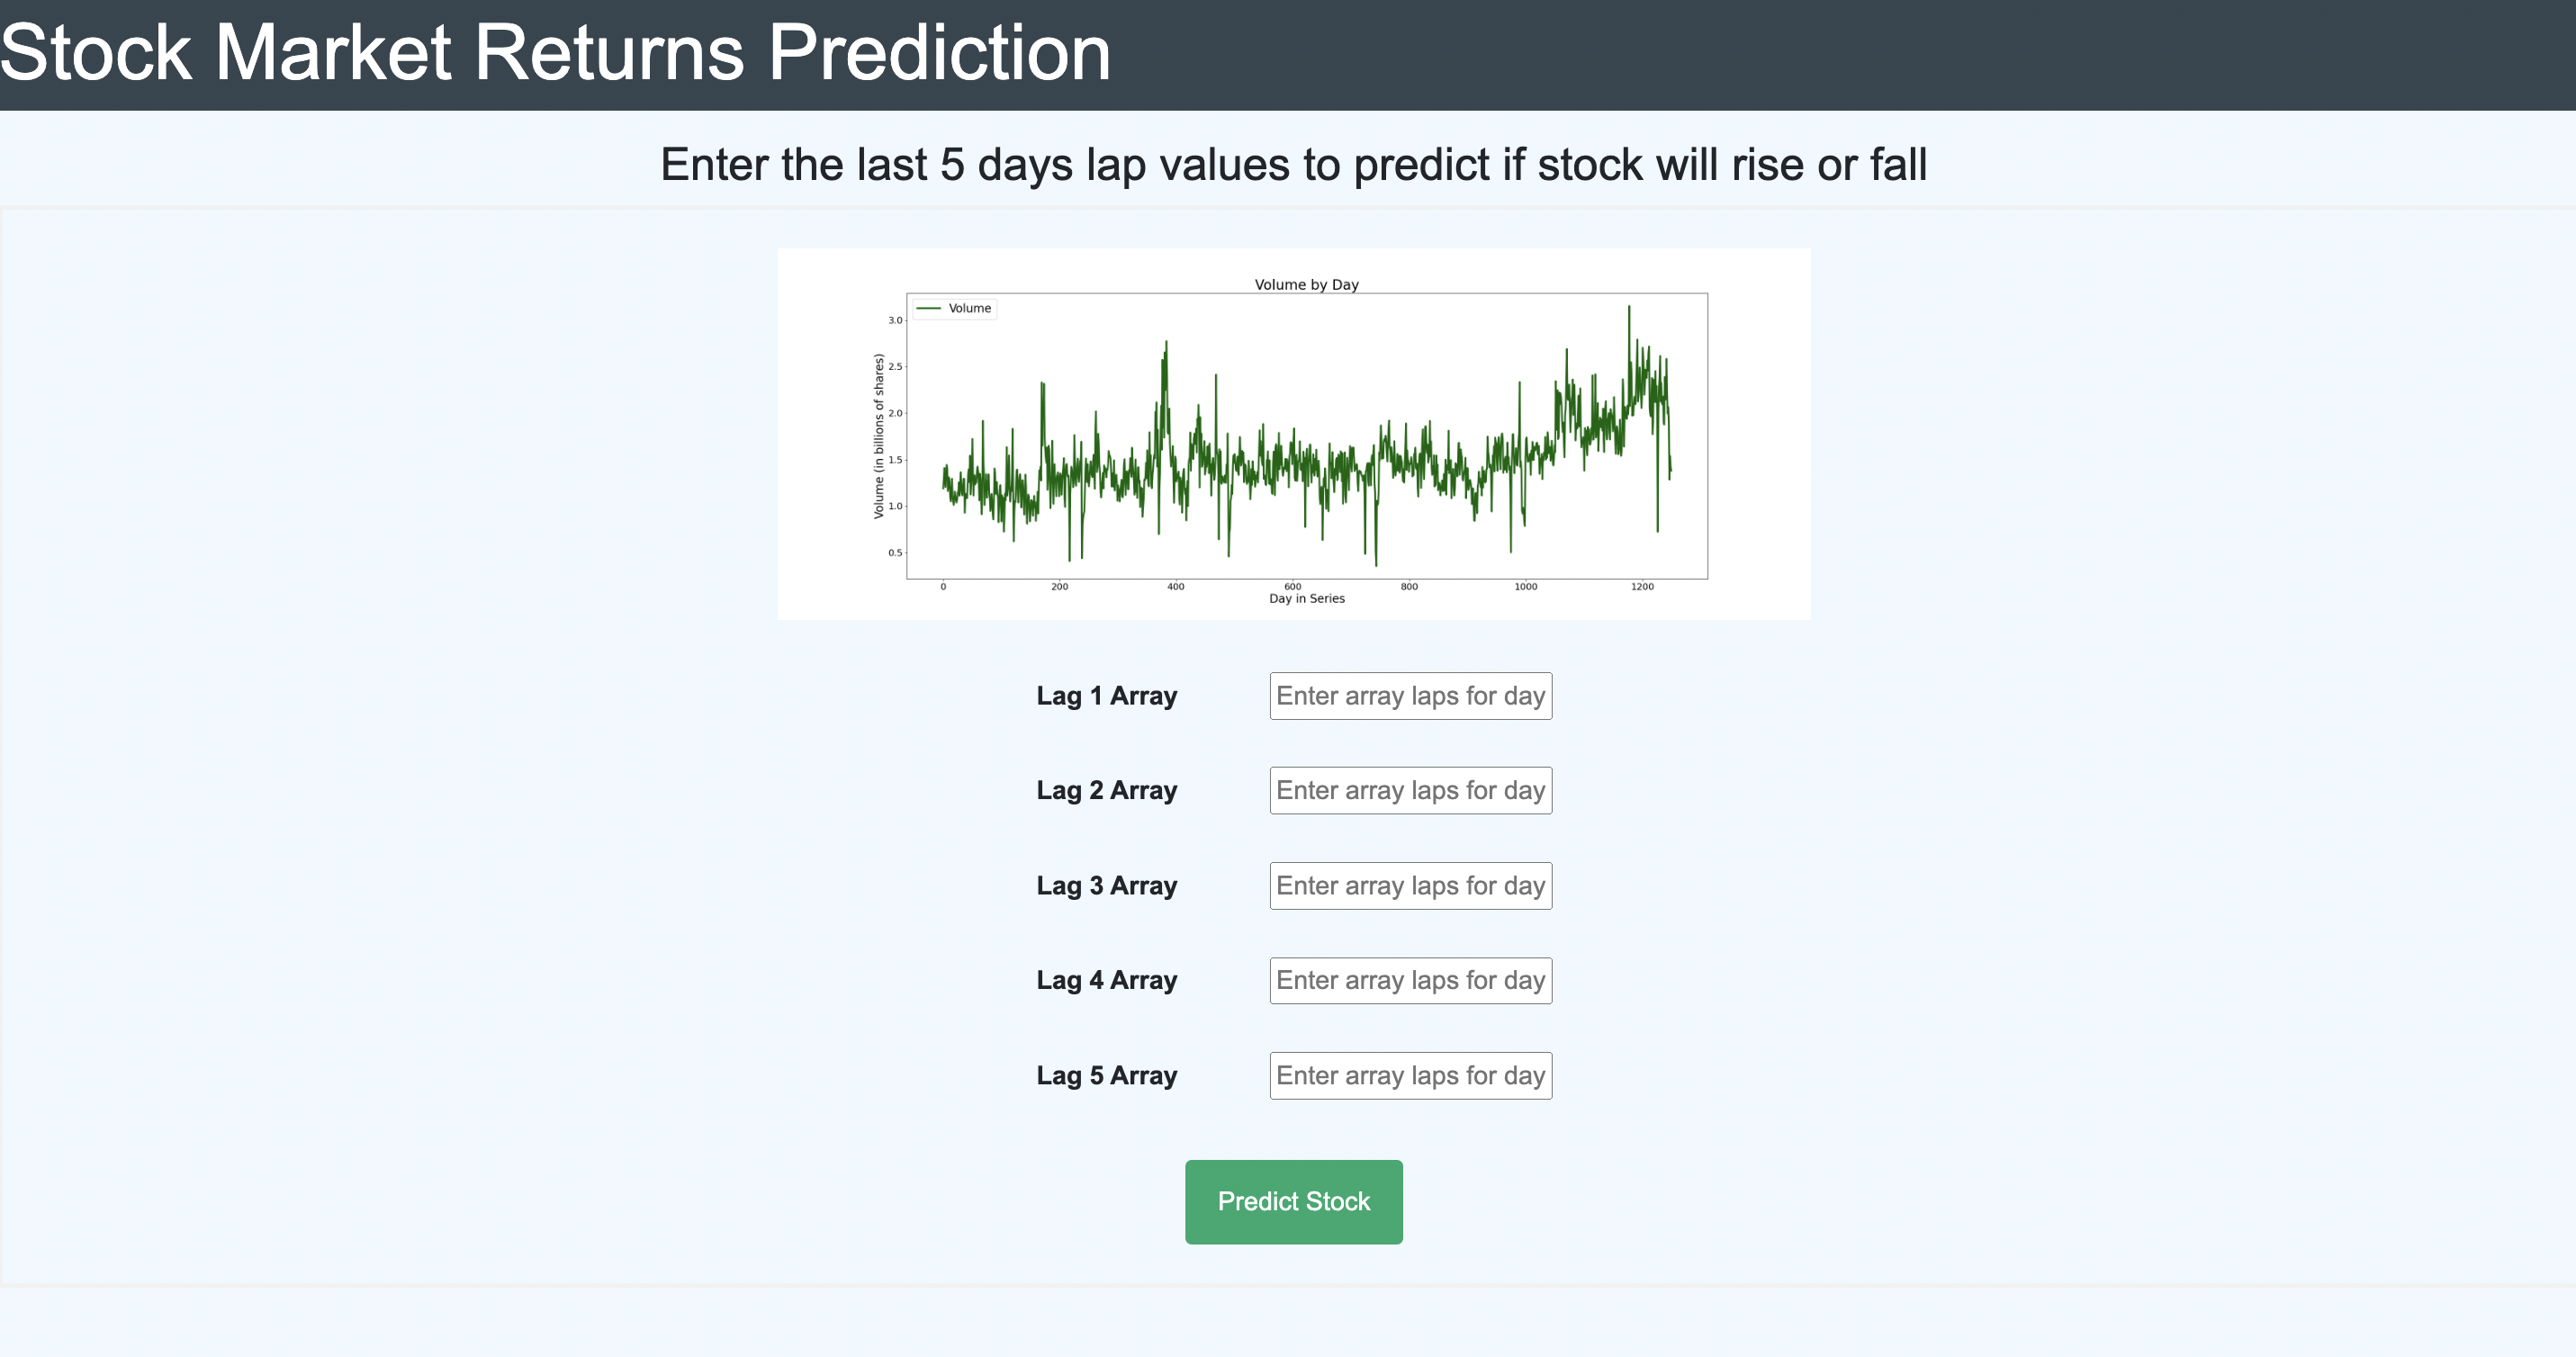 Stock Market Returns Prediction
Enter the last 5 days lap values to predict if stock will rise or fall
Volume by Day
Volume
Volume (in billions of shares)
3.0
2.5
2.0
1.5
1.0
0.5
0 200 400 600 800 1000 1200
Day in Series
Lag 1 Array Enter array laps for day
Lag 2 Array Enter array laps for day
Lag 3 Array Enter array laps for day
Lag 4 Array Enter array laps for day
Lag 5 Array Enter array laps for day
Predict Stock